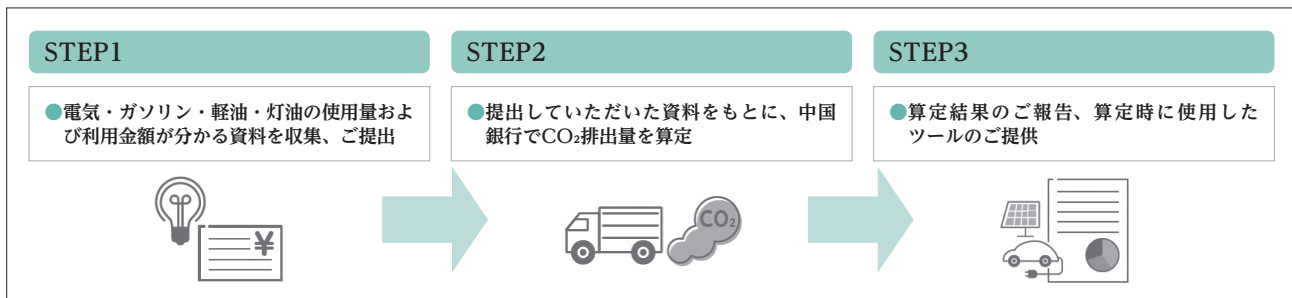 STEP1
●電気・ガソリン・軽油・灯油の使用量およ
び利用金額が分かる資料を収集、ご提出
¥
STEP2
●提出していただいた資料をもとに、中国
銀行でCO₂排出量を算定
CO₂
STEP3
●算定結果のご報告、算定時に使用した
ツールのご提供